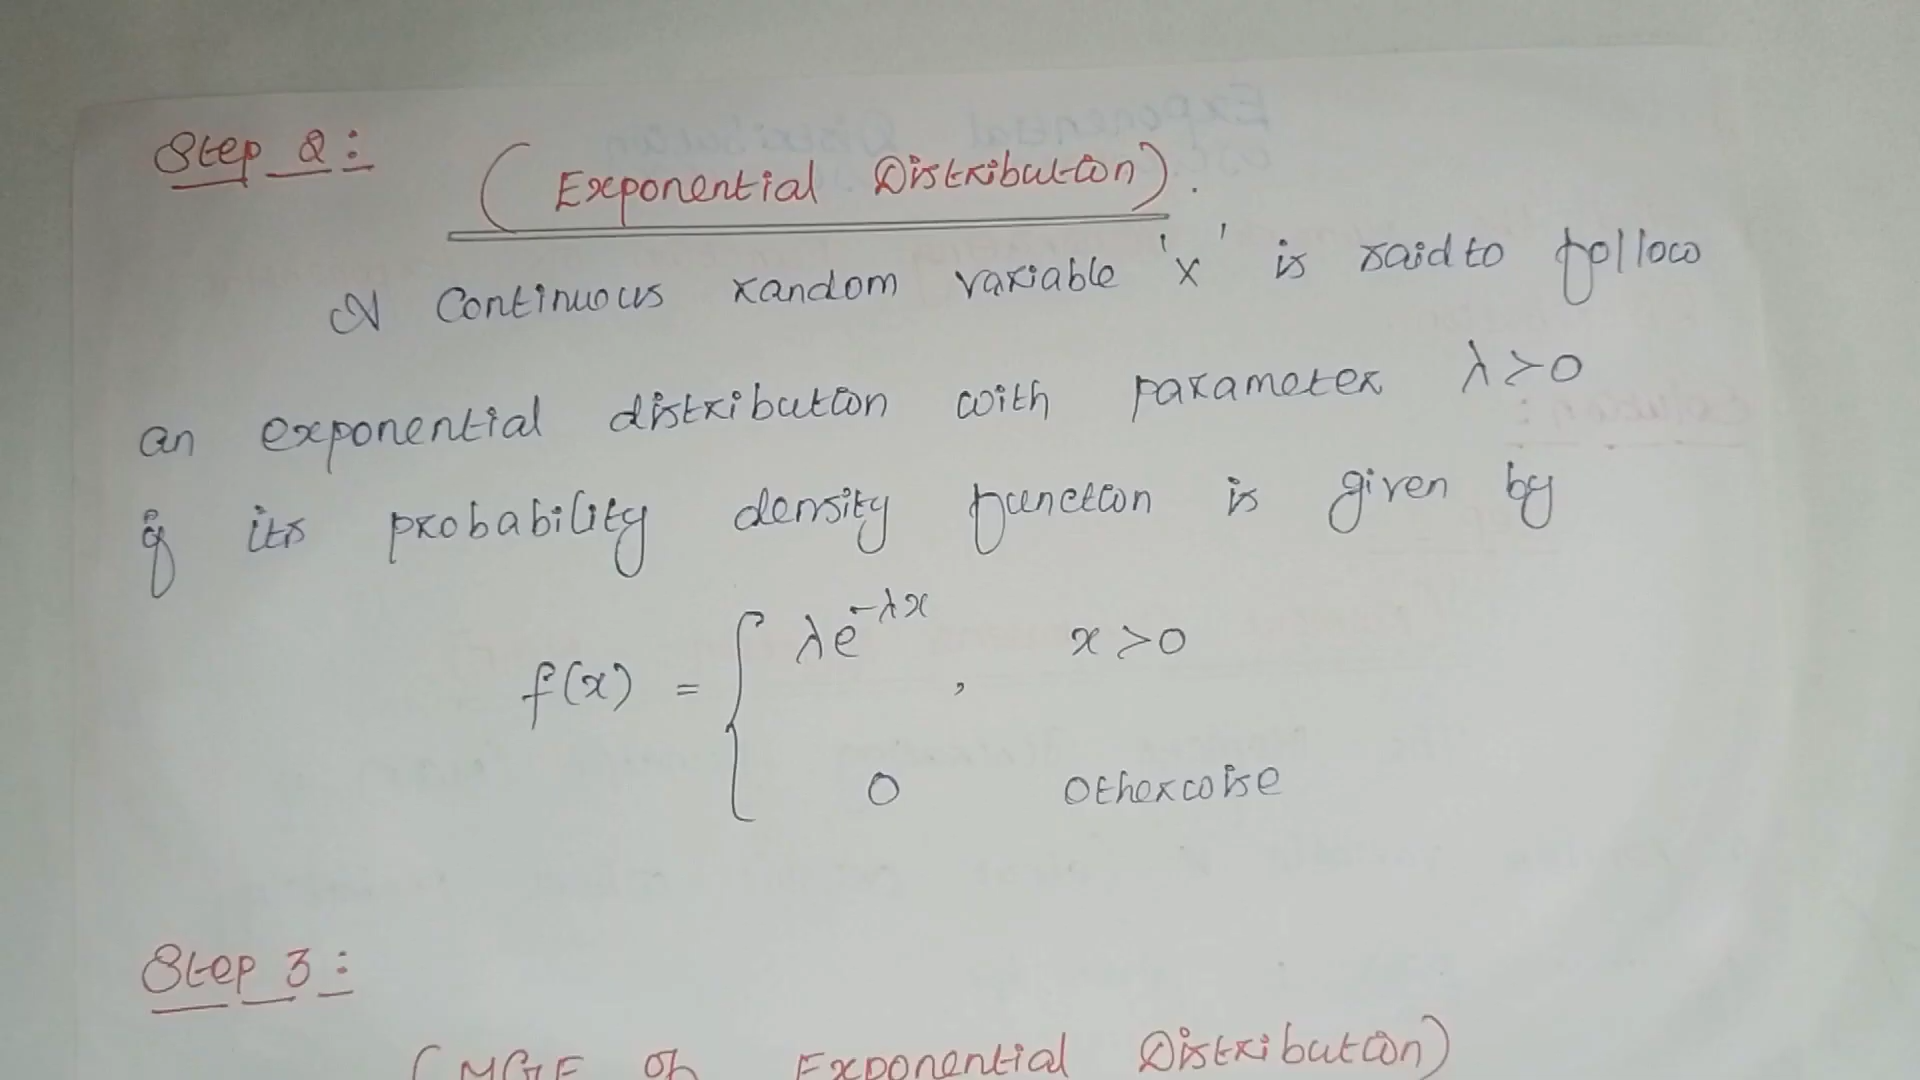 Step 2:
(Exponential Distribution).
A Continuous random variable 'X' is said to follow
an exponential distribution with parameter λ>0
if its probability density function is given by
f(x) = { λe^{-λx}, x>0
0 otherwise
Step 3:
(MGF of Exponential Distribution)